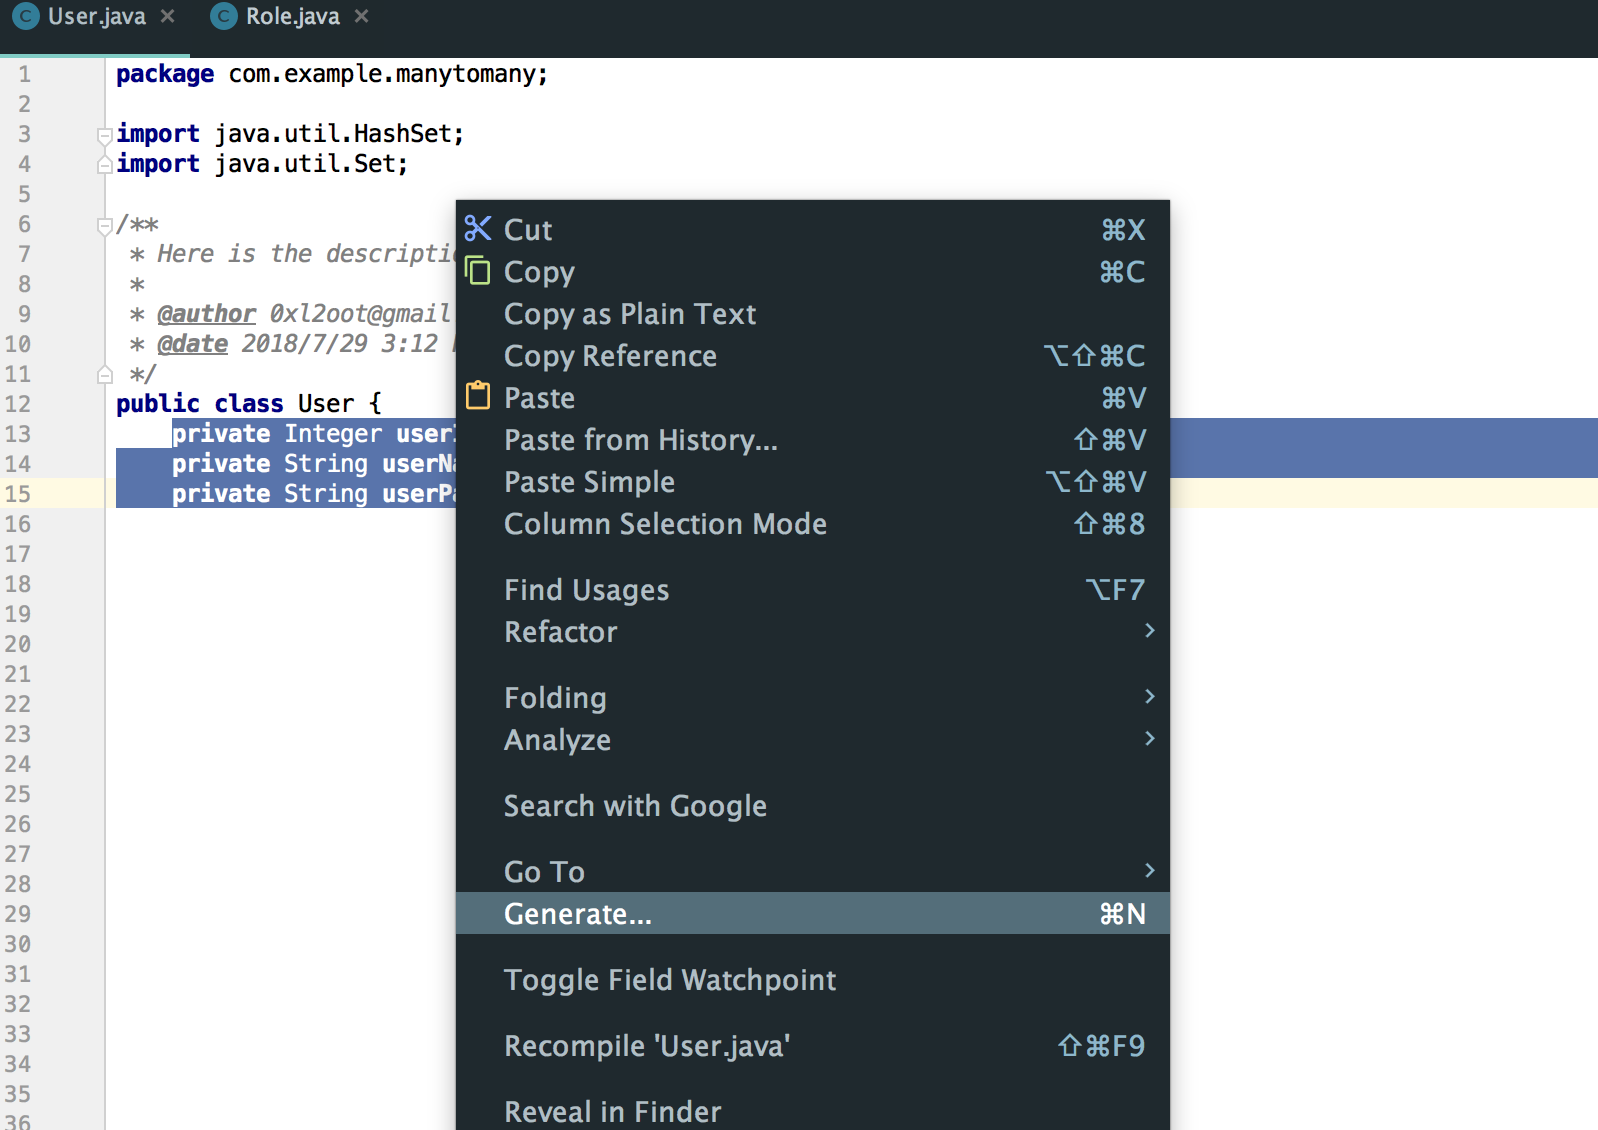 User.java × Role.java ×
1 package com.example.manytomany;
2
3 import java.util.HashSet;
4 import java.util.Set;
5
6 /**
7 * Here is the
8 *
9 * @author 0xl2oot@gmail
10 * @date 2018/7/29 3:12
11 */
12 public class User {
13 private Integer
14 private String
15 private String
16
17
18
19
20
21
22
23
24
25
26
27
28
29
30
31
32
33
34
35
36
Cut ⌘X
Copy ⌘C
Copy as Plain Text
Copy Reference ⌥⇧⌘C
Paste ⌘V
Paste from History... ⇧⌘V
Paste Simple ⌥⇧⌘V
Column Selection Mode ⇧⌘8
Find Usages ⌥F7
Refactor
Folding
Analyze
Search with Google
Go To
Generate... ⌘N
Toggle Field Watchpoint
Recompile 'User.java' ⇧⌘F9
Reveal in Finder